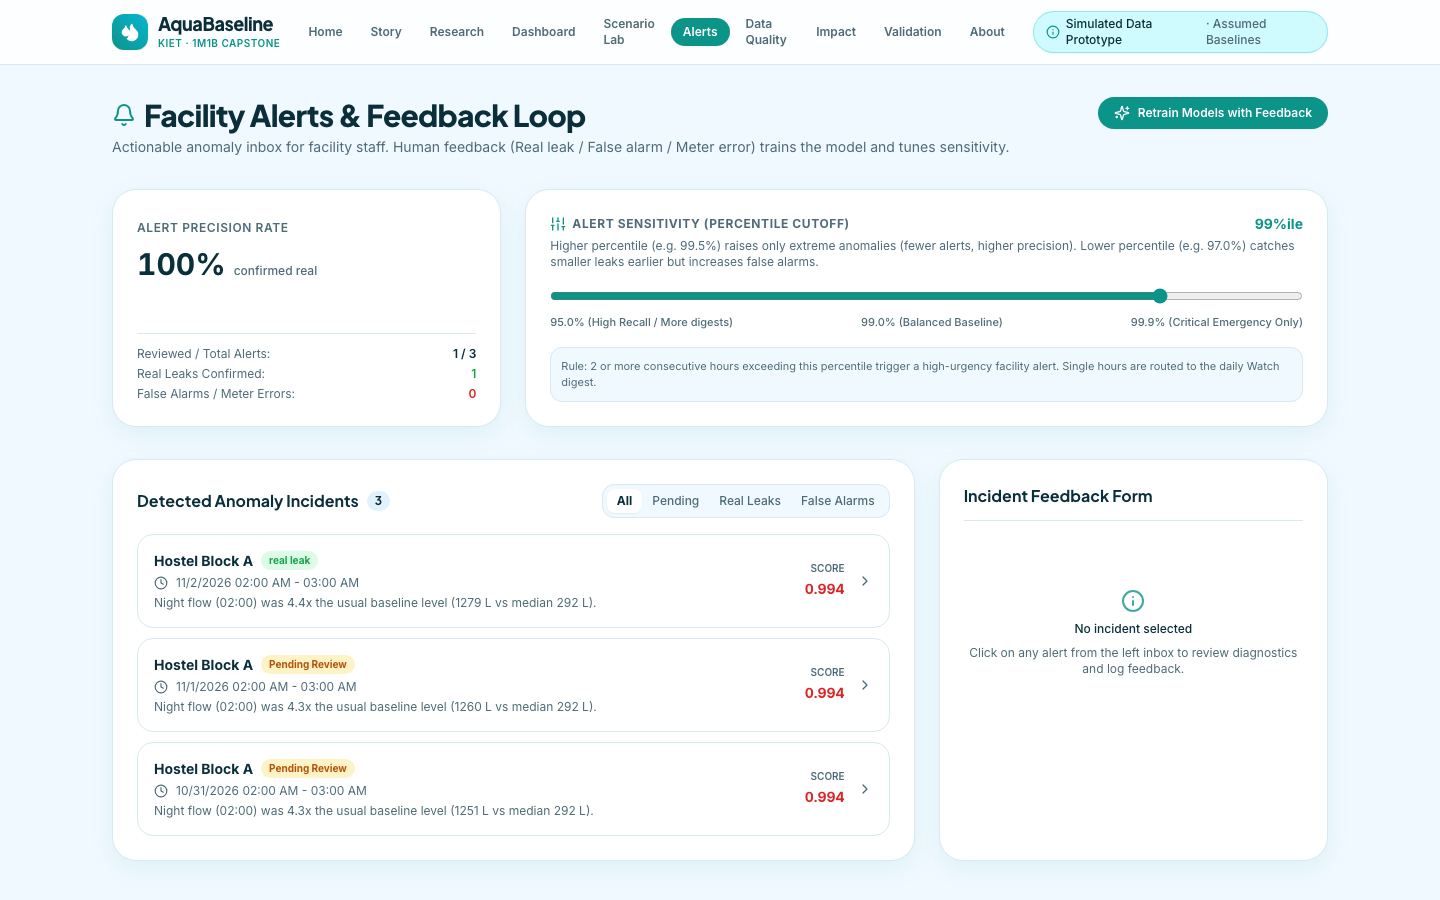 AquaBaseline
KIET · 1M1B CAPSTONE
Home
Story
Research
Dashboard
Scenario
Lab
Alerts
Data
Quality
Impact
Validation
About
Simulated Data
Prototype
· Assumed
Baselines
Facility Alerts & Feedback Loop
Retrain Models with Feedback
Actionable anomaly inbox for facility staff. Human feedback (Real leak / False alarm / Meter error) trains the model and tunes sensitivity.
ALERT PRECISION RATE
100% confirmed real
Reviewed / Total Alerts: 1 / 3
Real Leaks Confirmed: 1
False Alarms / Meter Errors: 0
ALERT SENSITIVITY (PERCENTILE CUTOFF) 99%ile
Higher percentile (e.g. 99.5%) raises only extreme anomalies (fewer alerts, higher precision). Lower percentile (e.g. 97.0%) catches
smaller leaks earlier but increases false alarms.
95.0% (High Recall / More digests) 99.0% (Balanced Baseline) 99.9% (Critical Emergency Only)
Rule: 2 or more consecutive hours exceeding this percentile trigger a high-urgency facility alert. Single hours are routed to the daily Watch
digest.
Detected Anomaly Incidents 3
All Pending Real Leaks False Alarms
Hostel Block A real leak
11/2/2026 02:00 AM - 03:00 AM
Night flow (02:00) was 4.4x the usual baseline level (1279 L vs median 292 L).
SCORE
0.994
Hostel Block A Pending Review
11/1/2026 02:00 AM - 03:00 AM
Night flow (02:00) was 4.3x the usual baseline level (1260 L vs median 292 L).
SCORE
0.994
Hostel Block A Pending Review
10/31/2026 02:00 AM - 03:00 AM
Night flow (02:00) was 4.3x the usual baseline level (1251 L vs median 292 L).
SCORE
0.994
Incident Feedback Form
No incident selected
Click on any alert from the left inbox to review diagnostics
and log feedback.